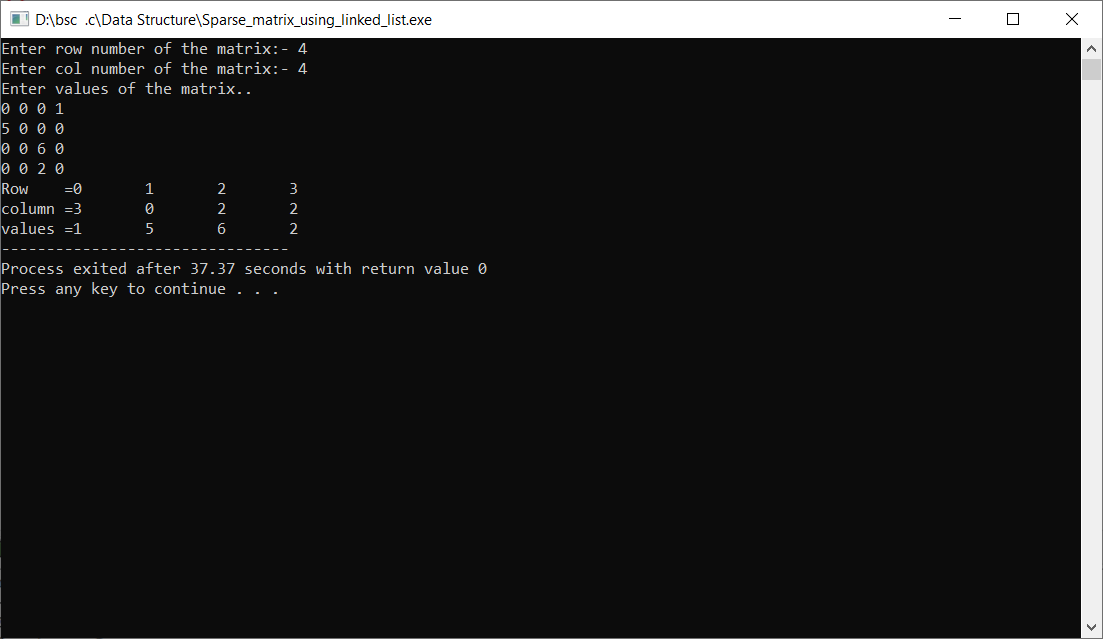 D:\bsc  .c\Data Structure\Sparse_matrix_using_linked_list.exe
Enter row number of the matrix:- 4
Enter col number of the matrix:- 4
Enter values of the matrix..
0 0 0 1
5 0 0 0
0 0 6 0
0 0 2 0
Row    =0       1       2       3
column =3       0       2       2
values =1       5       6       2
--------------------------------
Process exited after 37.37 seconds with return value 0
Press any key to continue . . .